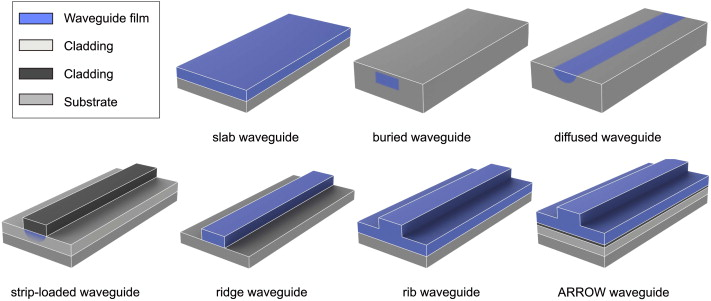 Waveguide film
Cladding
Cladding
Substrate
slab waveguide
buried waveguide
diffused waveguide
strip-loaded waveguide
ridge waveguide
rib waveguide
ARROW waveguide